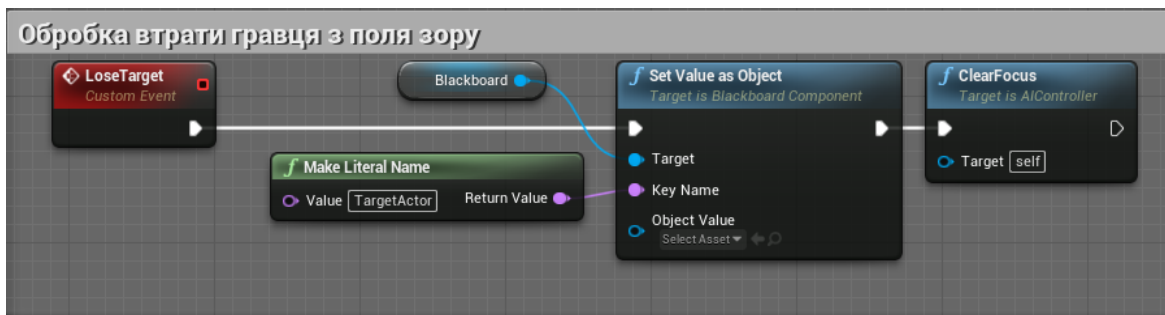 Обробка втрати гравця з поля зору
LoseTarget
Custom Event
Blackboard
Make Literal Name
Value TargetActor Return Value
Set Value as Object
Target is Blackboard Component
Target
Key Name
Object Value
Select Asset
ClearFocus
Target is AIController
Target self